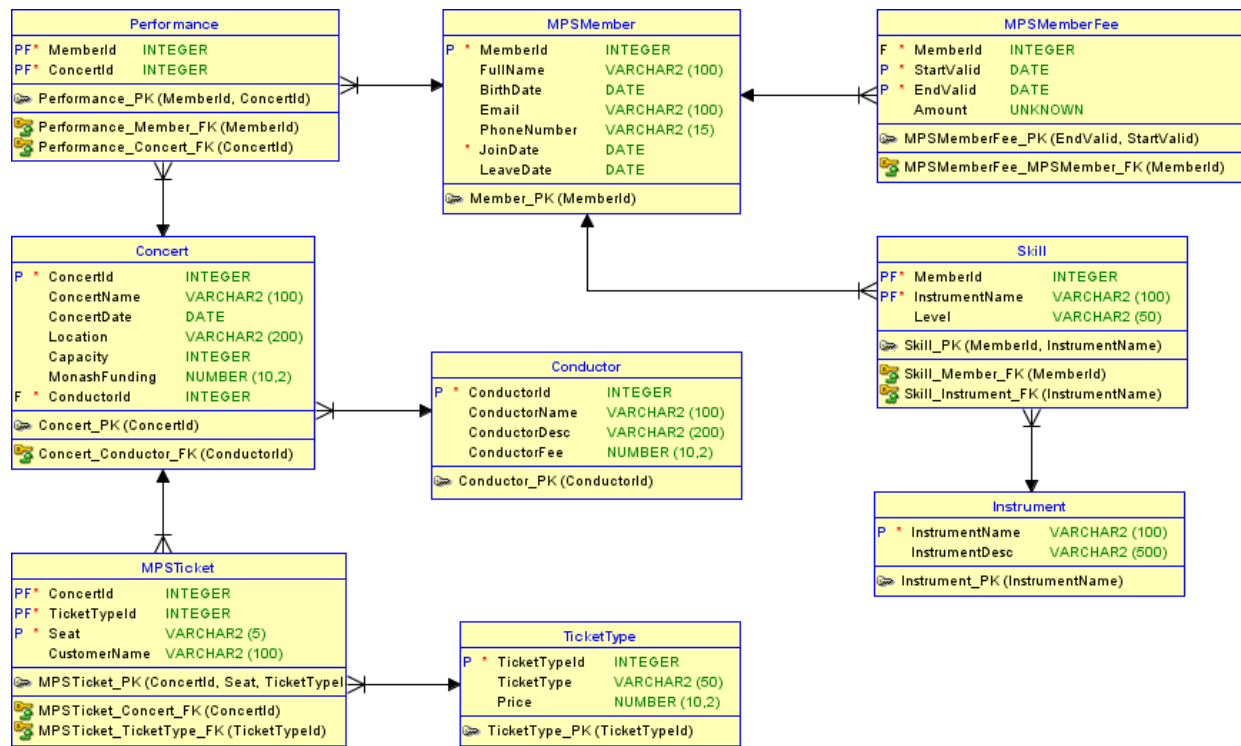 Performance
PF* MemberId INTEGER
PF* ConcertId INTEGER
Performance_PK (MemberId, ConcertId)
Performance_Member_FK (MemberId)
Performance_Concert_FK (ConcertId)
MPSMember
P * MemberId INTEGER
FullName VARCHAR2 (100)
BirthDate DATE
Email VARCHAR2 (100)
PhoneNumber VARCHAR2 (15)
* JoinDate DATE
LeaveDate DATE
Member_PK (MemberId)
MPSMemberFee
F * MemberId INTEGER
P * StartValid DATE
P * EndValid DATE
Amount UNKNOWN
MPSMemberFee_PK (EndValid, StartValid)
MPSMemberFee_MPSMember_FK (MemberId)
Concert
P * ConcertId INTEGER
ConcertName VARCHAR2 (100)
ConcertDate DATE
Location VARCHAR2 (200)
Capacity INTEGER
MonashFunding NUMBER (10,2)
F * ConductorId INTEGER
Concert_PK (ConcertId)
Concert_Conductor_FK (ConductorId)
Skill
PF* MemberId INTEGER
PF* InstrumentName VARCHAR2 (100)
Level VARCHAR2 (50)
Skill_PK (MemberId, InstrumentName)
Skill_Member_FK (MemberId)
Skill_Instrument_FK (InstrumentName)
Conductor
P * ConductorId INTEGER
ConductorName VARCHAR2 (100)
ConductorDesc VARCHAR2 (200)
ConductorFee NUMBER (10,2)
Conductor_PK (ConductorId)
Instrument
P * InstrumentName VARCHAR2 (100)
InstrumentDesc VARCHAR2 (500)
Instrument_PK (InstrumentName)
MPSTicket
PF* ConcertId INTEGER
PF* TicketTypeId INTEGER
P * Seat VARCHAR2 (5)
CustomerName VARCHAR2 (100)
MPSTicket_PK (ConcertId, Seat, TicketTypeI
MPSTicket_Concert_FK (ConcertId)
MPSTicket_TicketType_FK (TicketTypeId)
TicketType
P * TicketTypeId INTEGER
TicketType VARCHAR2 (50)
Price NUMBER (10,2)
TicketType_PK (TicketTypeId)